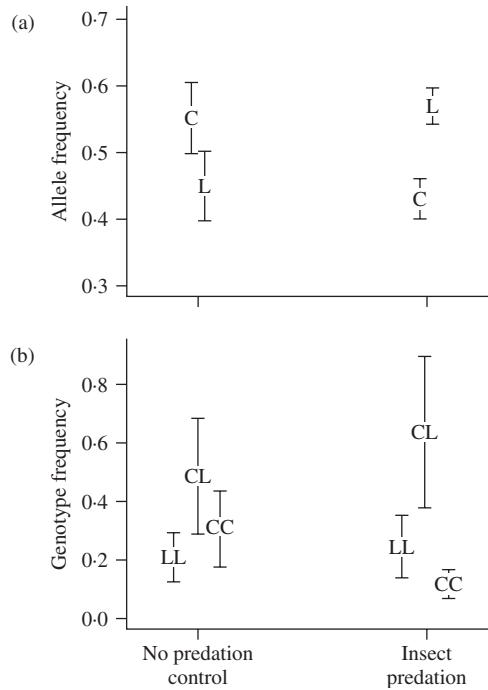 (a)
Allele frequency
0·7
0·6
0·5
0·4
0·3
C
L
L
C
(b)
Genotype frequency
0·8
0·6
0·4
0·2
0·0
LL
CL
CC
CL
LL
CC
No predation
control
Insect
predation